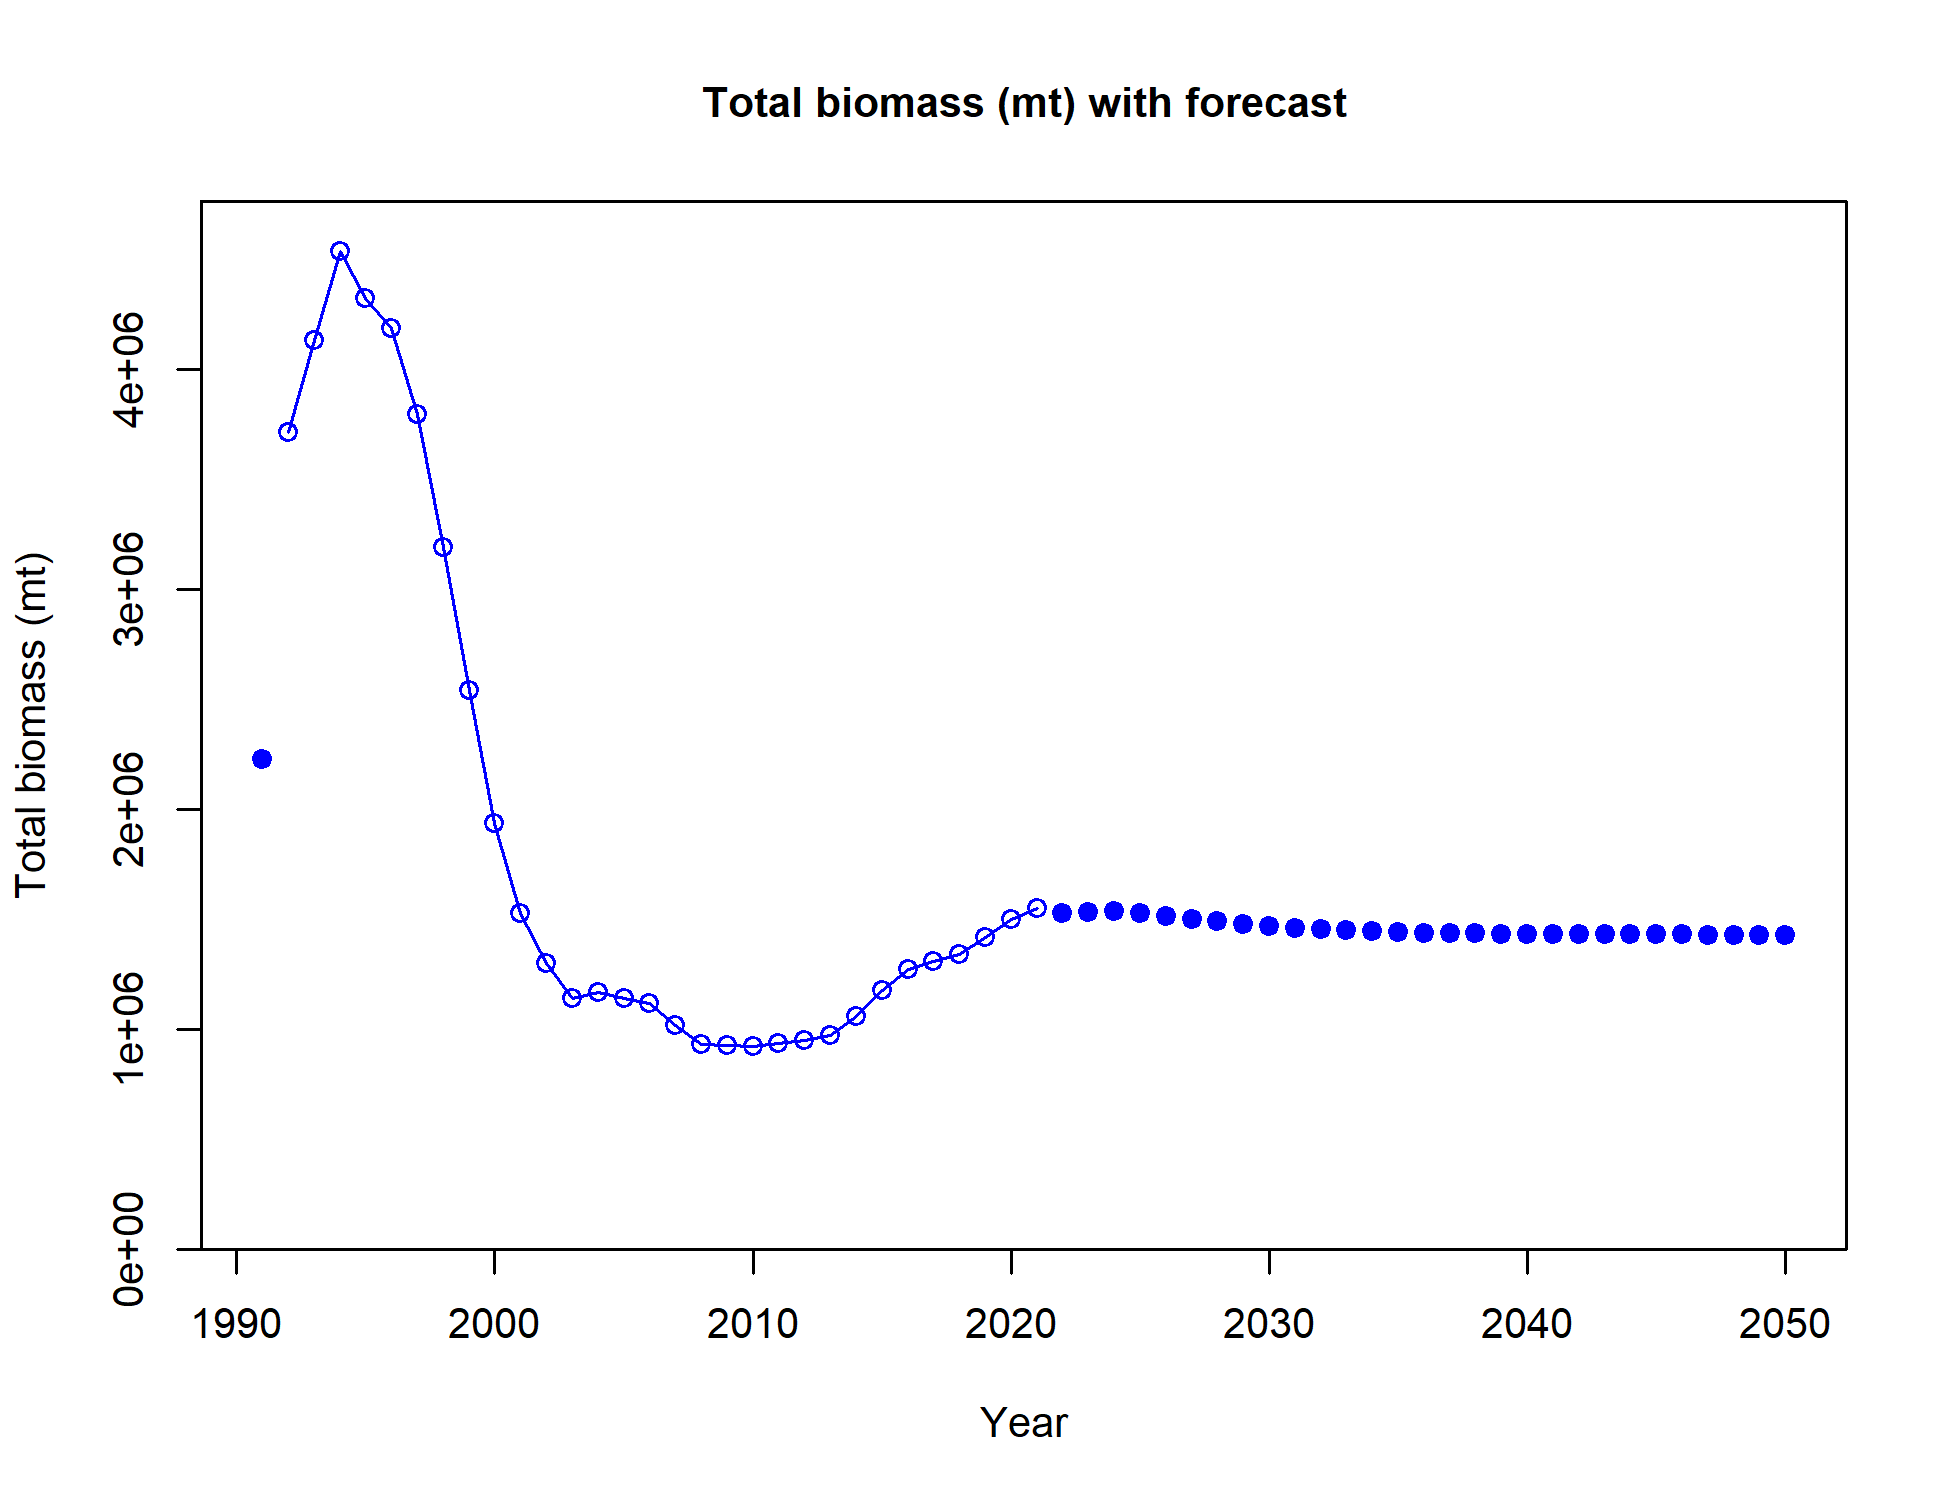 Total biomass (mt) with forecast
Total biomass (mt)
4e+06
3e+06
2e+06
1e+06
0e+00
1990 2000 2010 2020 2030 2040 2050
Year